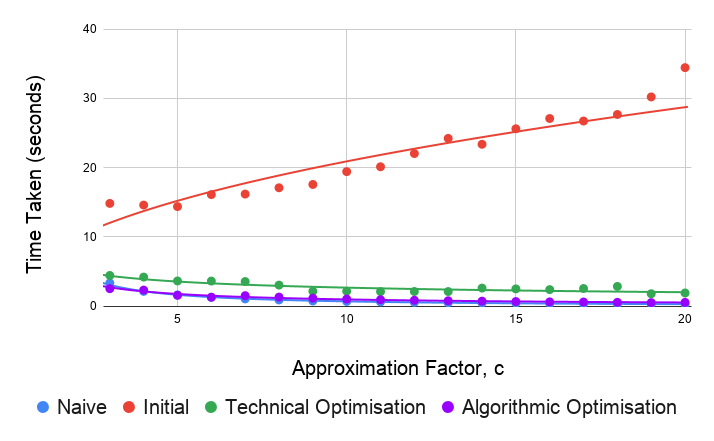 Time Taken (seconds)
40
30
20
10
0
5
10
15
20
Approximation Factor, c
Naive
Initial
Technical Optimisation
Algorithmic Optimisation